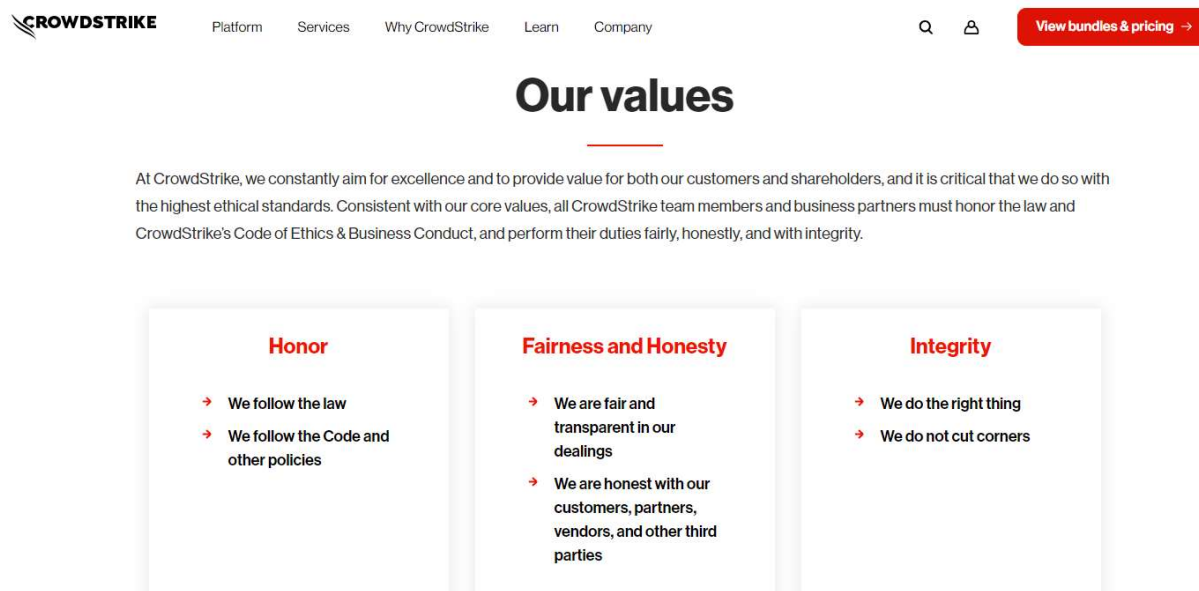 CROWDSTRIKE
Platform
Services
Why CrowdStrike
Learn
Company
View bundles & pricing →
Our values
At CrowdStrike, we constantly aim for excellence and to provide value for both our customers and shareholders, and it is critical that we do so with
the highest ethical standards. Consistent with our core values, all CrowdStrike team members and business partners must honor the law and
CrowdStrike's Code of Ethics & Business Conduct, and perform their duties fairly, honestly, and with integrity.
Honor
→ We follow the law
→ We follow the Code and
other policies
Fairness and Honesty
→ We are fair and
transparent in our
dealings
→ We are honest with our
customers, partners,
vendors, and other third
parties
Integrity
→ We do the right thing
→ We do not cut corners